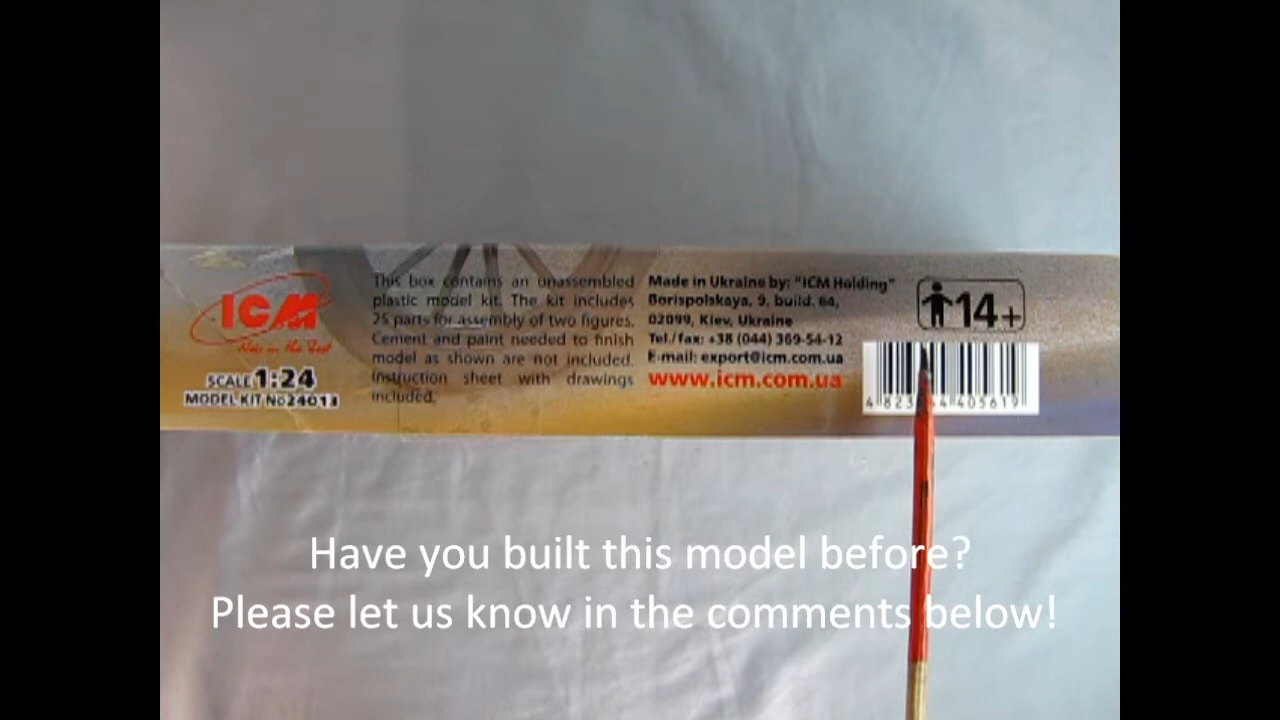 ICM
SCALE 1:24
MODEL KIT No24013
This box contains an unassembled
plastic model kit. The kit includes
25 parts for assembly of two figures.
Cement and paint needed to finish
model as shown are not included.
Instruction sheet with drawings
included.
Made in Ukraine by: "ICM Holding"
Borispolskaya, 9, build. 64,
02099, Kiev, Ukraine
Tel./fax: +38 (044) 369-54-12
E-mail: export@icm.com.ua
www.icm.com.ua
14+
Have you built this model before?
Please let us know in the comments below!